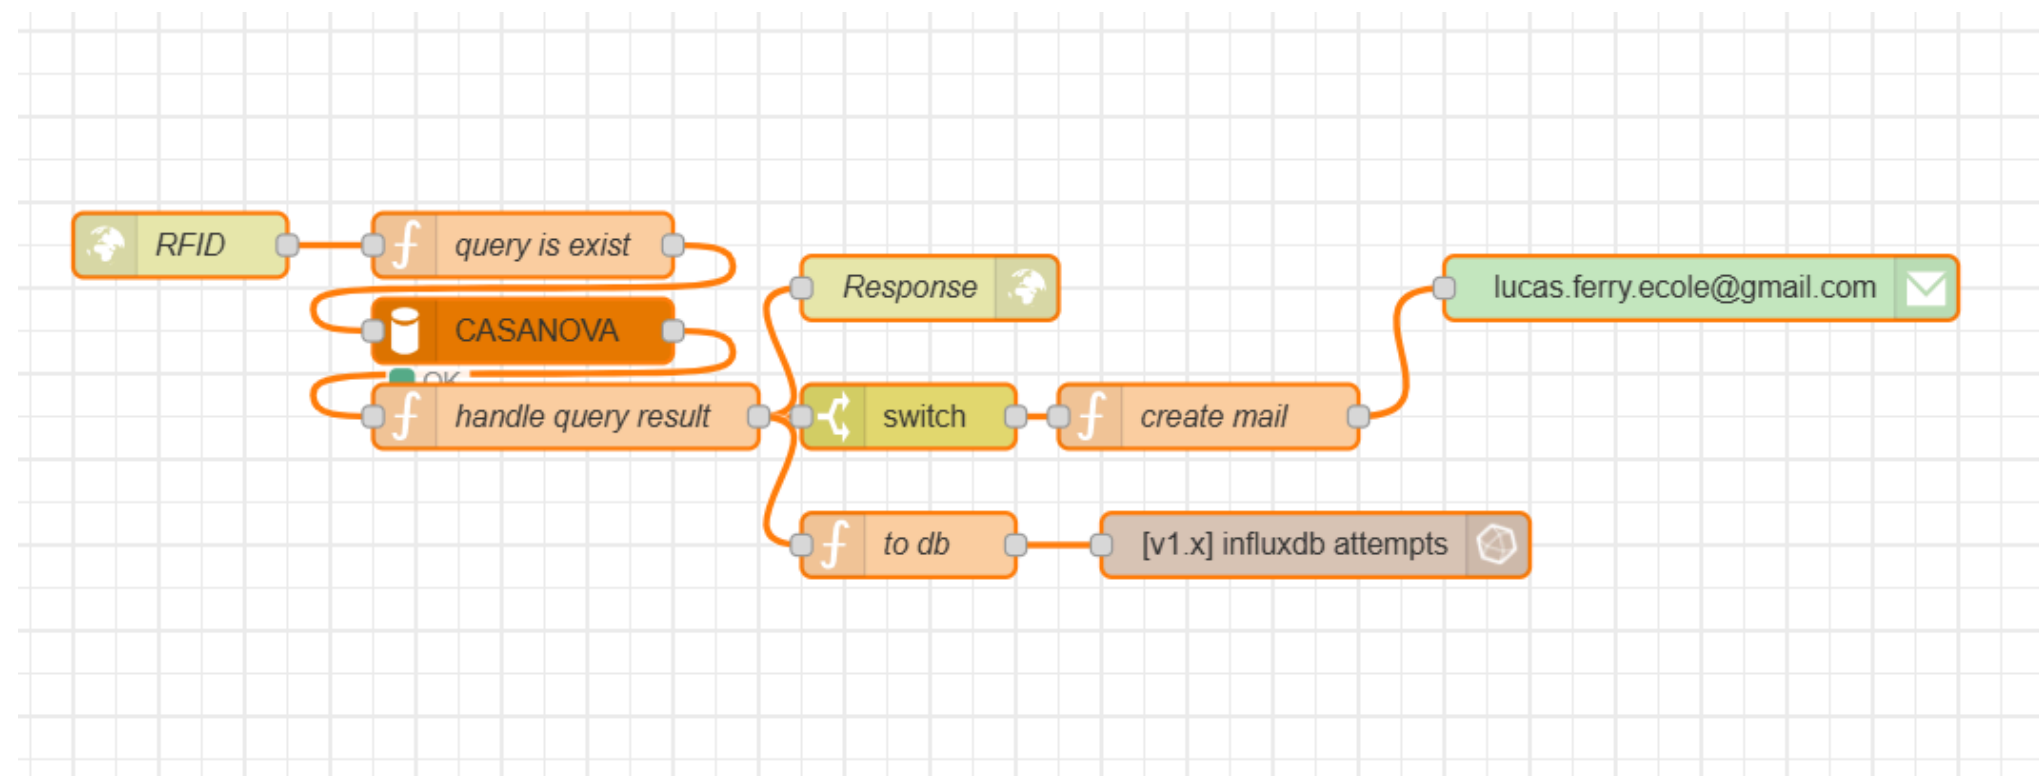 RFID
query is exist
CASANOVA
OK
handle query result
Response
switch
create mail
lucas.ferry.ecole@gmail.com
to db
[v1.x] influxdb attempts